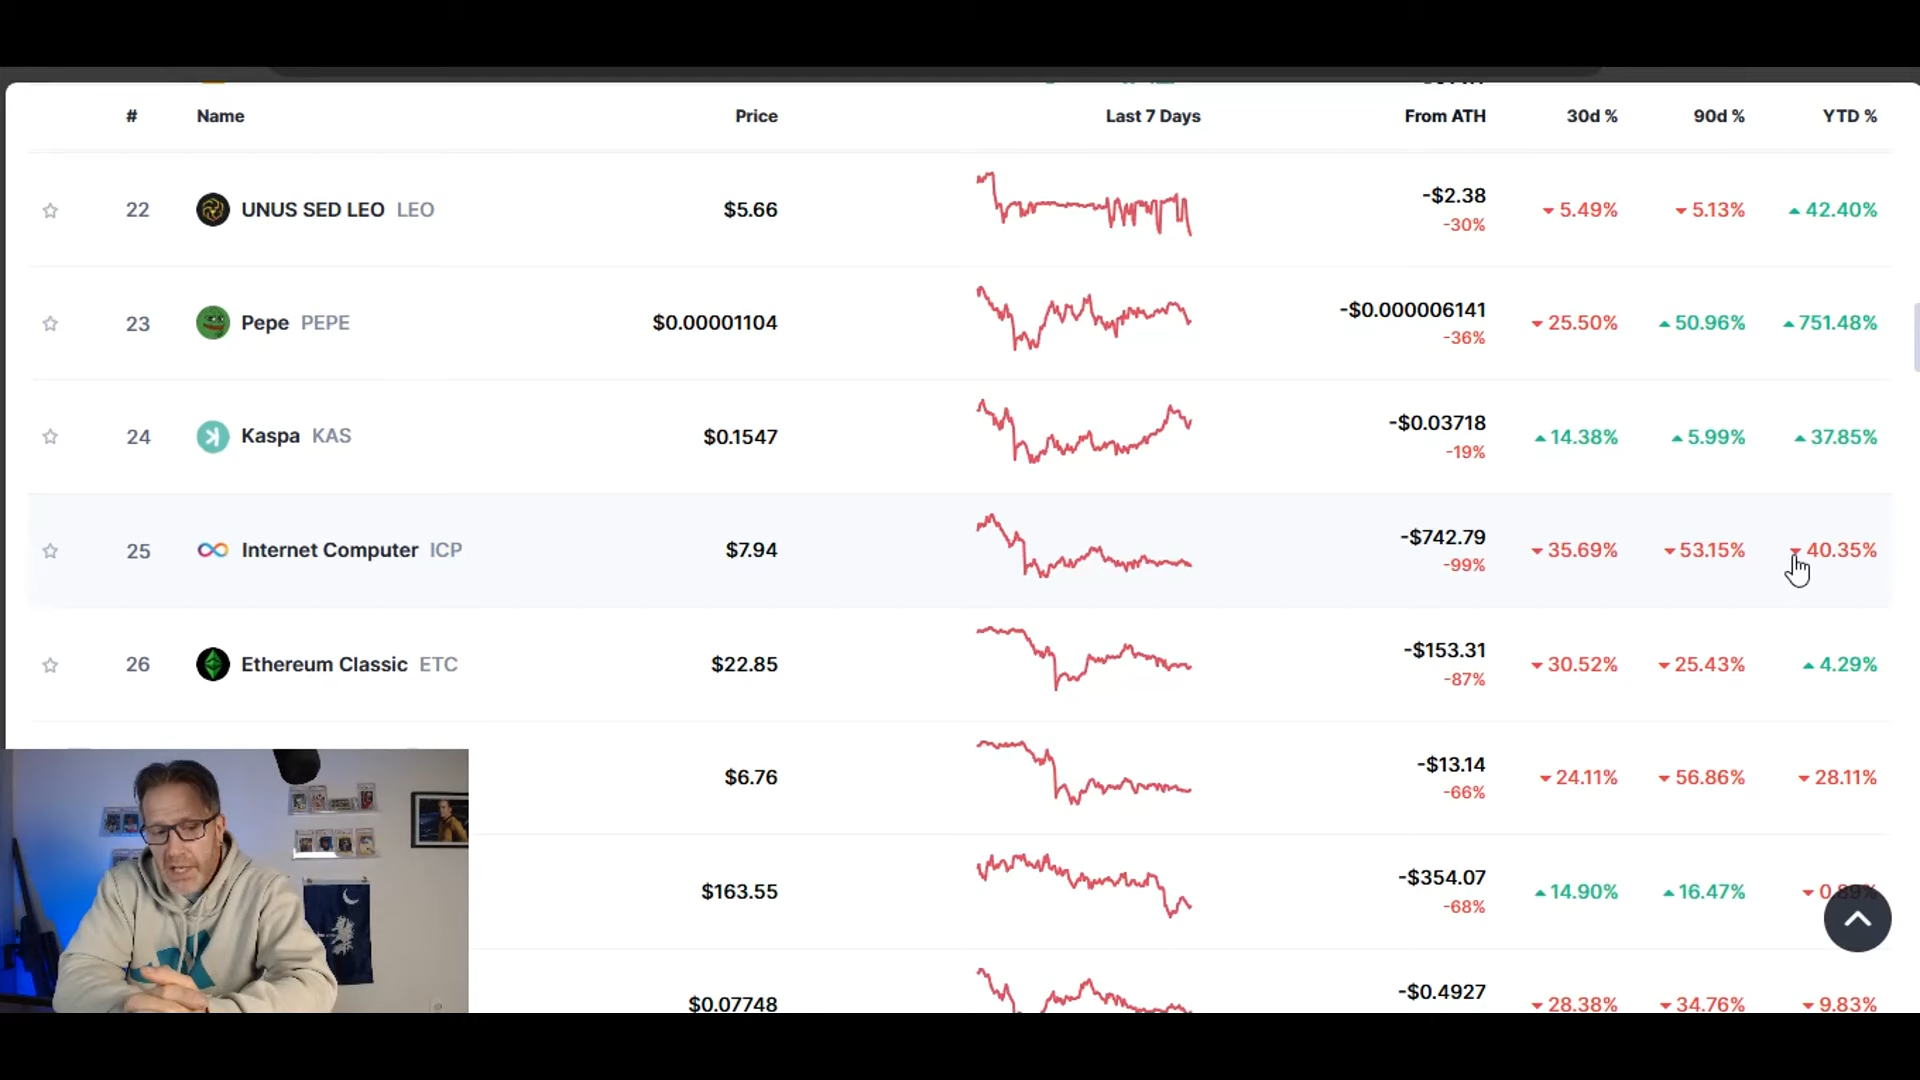 # Name Price Last 7 Days From ATH 30d % 90d % YTD %
22 UNUS SED LEO LEO $5.66 -$2.38 5.49% 5.13% 42.40%
-30%
23 Pepe PEPE $0.00001104 -$0.000006141 25.50% 50.96% 751.48%
-36%
24 Kaspa KAS $0.1547 -$0.03718 14.38% 5.99% 37.85%
-19%
25 Internet Computer ICP $7.94 -$742.79 35.69% 53.15% 40.35%
-99%
26 Ethereum Classic ETC $22.85 -$153.31 30.52% 25.43% 4.29%
-87%
$6.76 -$13.14 24.11% 56.86% 28.11%
-66%
$163.55 -$354.07 14.90% 16.47%
-68%
$0.07748 -$0.4927 28.38% 34.76% 9.83%